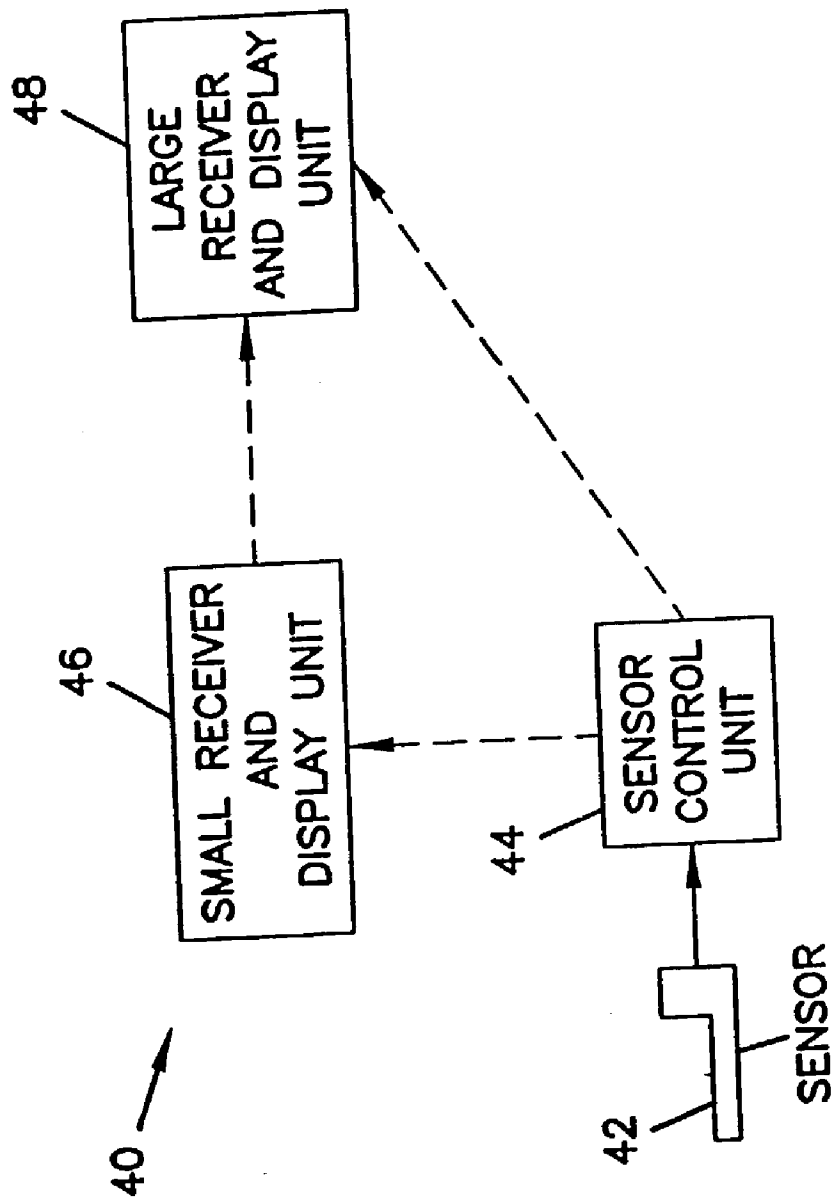 40
46
SMALL RECEIVER
AND
DISPLAY UNIT
48
LARGE
RECEIVER
AND DISPLAY
UNIT
42
SENSOR
44
SENSOR
CONTROL
UNIT